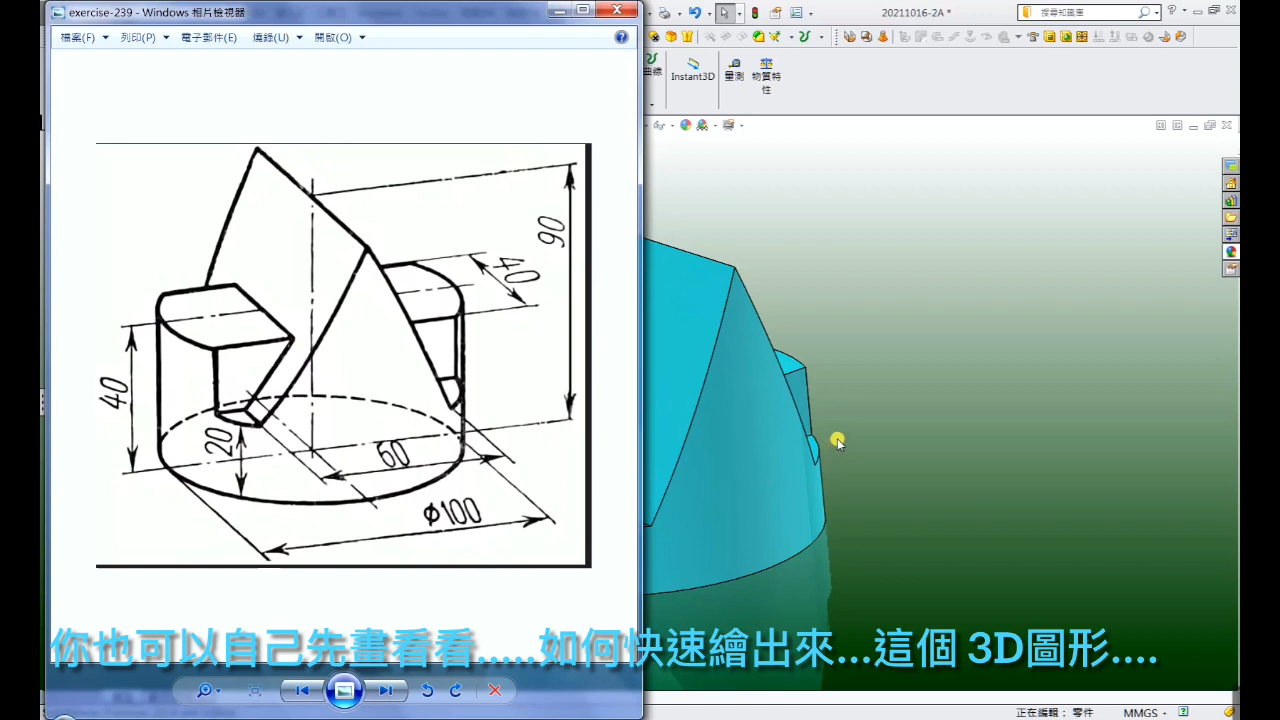 exercise-239 - Windows 相片檢視器
20211016-2A *
搜尋知識庫
檔案(F) 列印(P) 電子郵件(E) 燒錄(U) 開啟(O)
曲線
Instant3D
量測
物質特
性
90
40
40
20
60
ϕ100
你也可以自己先畫看看.....如何快速繪出來...這個 3D圖形....
正在編輯: 零件
MMGS